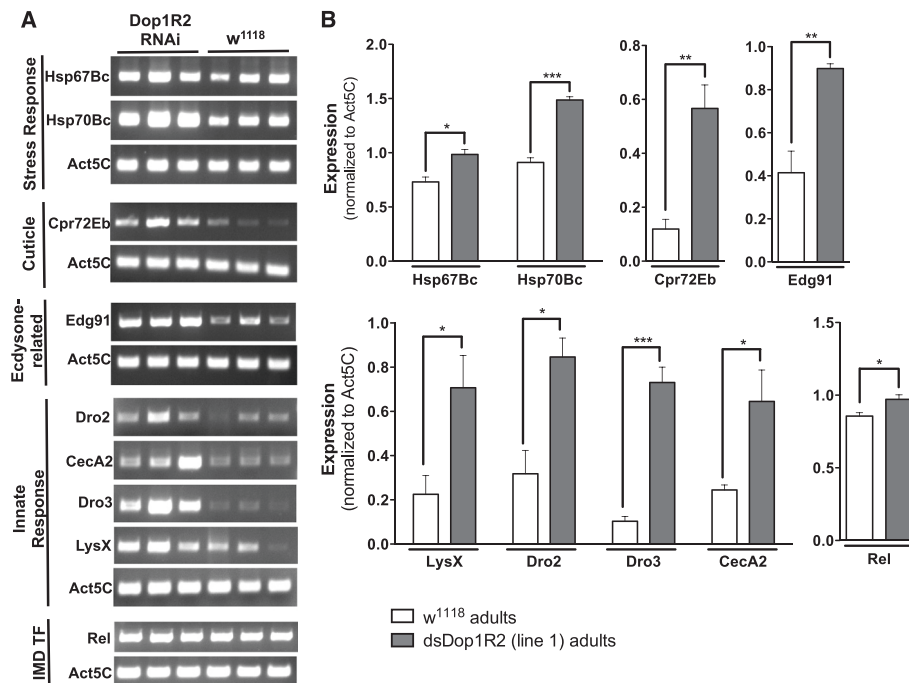 A
Dop1R2
RNAi
w1118
Stress Response
Hsp67Bc
Hsp70Bc
Act5C
Cuticle
Cpr72Eb
Act5C
Ecdysone-
related
Edg91
Act5C
Innate
Response
Dro2
CecA2
Dro3
LysX
Act5C
IMD TF
Rel
Act5C
B
Expression
(normalized to Act5C)
2.0
1.5
1.0
0.5
0.0
*
***
Hsp67Bc
Hsp70Bc
0.8
0.6
0.4
0.2
0.0
**
Cpr72Eb
1.0
0.8
0.6
0.4
0.2
0.0
**
Edg91
Expression
(normalized to Act5C)
1.0
0.8
0.6
0.4
0.2
0.0
*
*
***
*
LysX
Dro2
Dro3
CecA2
1.5
1.0
0.5
0.0
*
Rel
w1118 adults
dsDop1R2 (line 1) adults